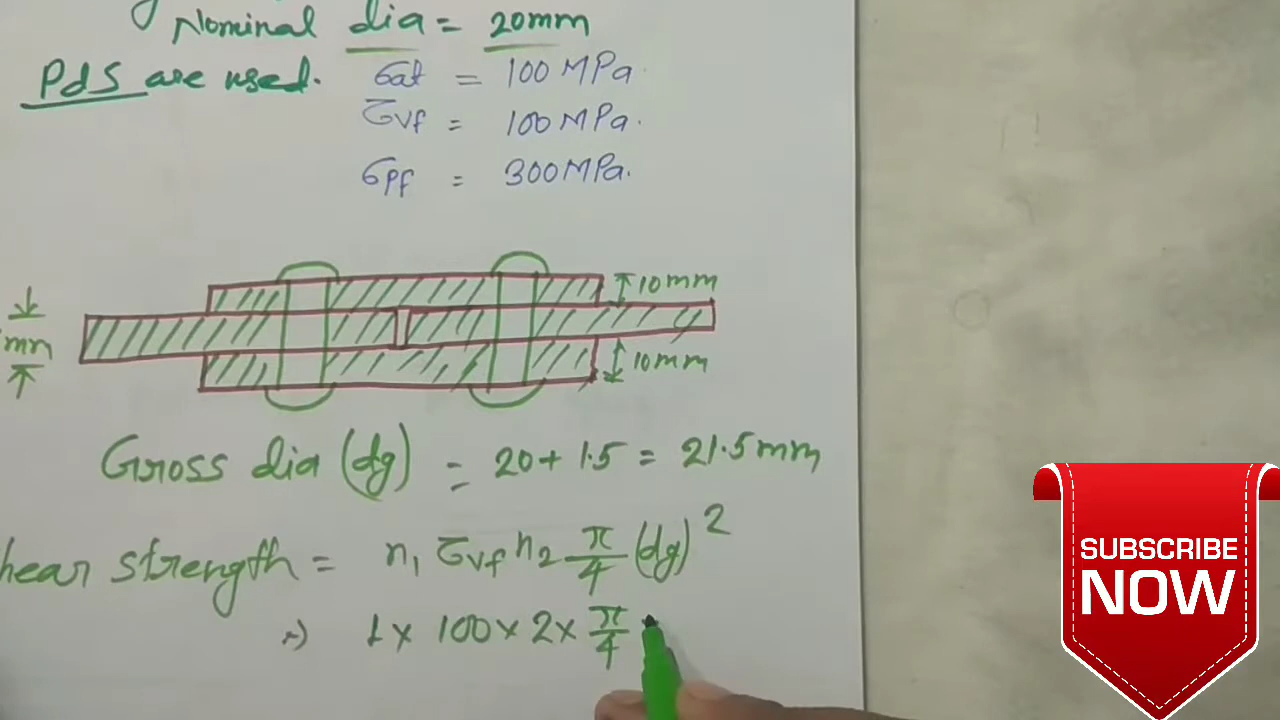 Nominal dia = 20mm
Pds are used.
σat = 100 MPa.
τvf = 100 MPa.
σpf = 300 MPa.
10mm
mm
10mm
Gross dia (dg) = 20 + 1.5 = 21.5mm
hear strength = n₁ τvf n₂ π/4 (dg)²
∴) 1 × 100 × 2 × π/4
SUBSCRIBE
NOW